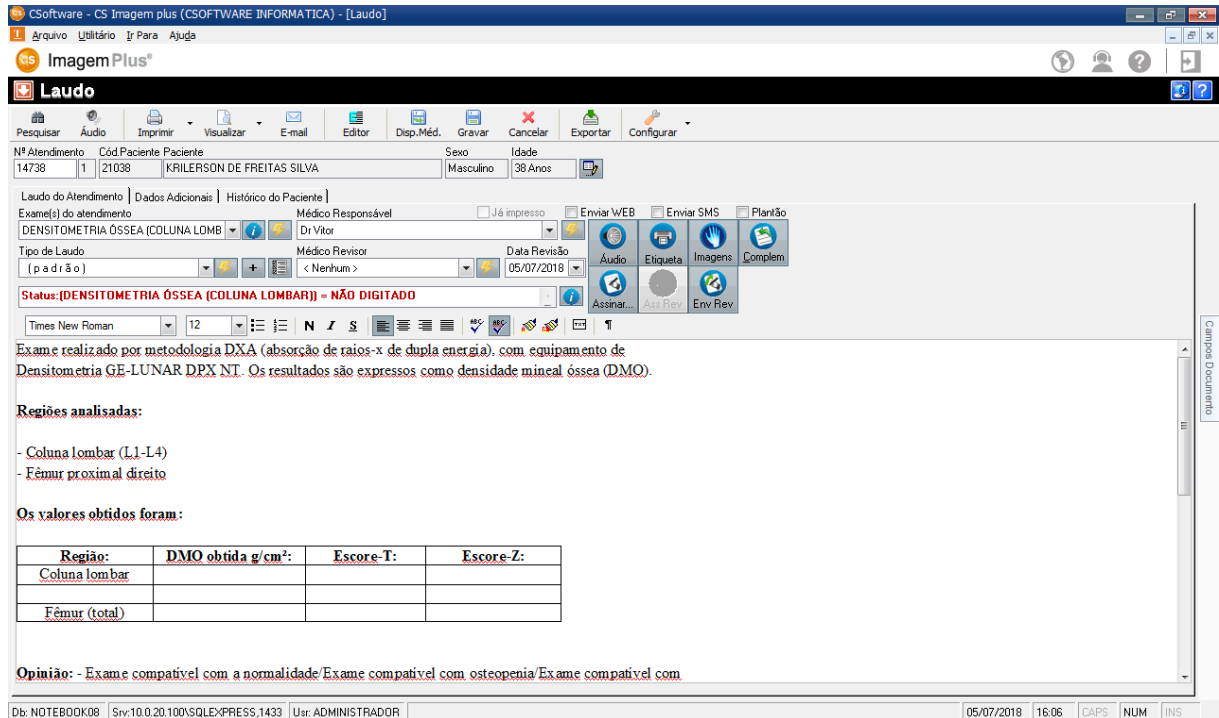 CSoftware - CS Imagem plus (CSOFTWARE INFORMATICA) - [Laudo]
Arquivo Utilitário Ir Para Ajuda
CS ImagemPlus®
Laudo
Pesquisar Áudio Imprimir Visualizar E-mail Editor Disp.Méd. Gravar Cancelar Exportar Configurar
Nº Atendimento Cód.Paciente Paciente Sexo Idade
14738 1 21038 KRILERSON DE FREITAS SILVA Masculino 38 Anos
Laudo do Atendimento Dados Adicionais Histórico do Paciente
Exame(s) do atendimento Médico Responsável Já impresso Enviar WEB Enviar SMS Plantão
DENSITOMETRIA ÓSSEA (COLUNA LOMB Dr Vitor
Áudio Etiqueta Imagens Complem
Tipo de Laudo Médico Revisor Data Revisão
(padrão) < Nenhum > 05/07/2018
Status:(DENSITOMETRIA ÓSSEA (COLUNA LOMBAR)) = NÃO DIGITADO
Assinar... Ass Rev Env Rev
Times New Roman 12 N I S ABC ABC
Exame realizado por metodologia DXA (absorção de raios-x de dupla energia), com equipamento de
Densitometria GE-LUNAR DPX NT. Os resultados são expressos como densidade mineal óssea (DMO).
Regiões analisadas:
- Coluna lombar (L1-L4)
- Fêmur proximal direito
Os valores obtidos foram:
Região: DMO obtida g/cm²: Escore-T: Escore-Z:
Coluna lombar
Fêmur (total)
Opinião: - Exame compatível com a normalidade/Exame compatível com osteopenia/Exame compatível com
Campos Documento
Db: NOTEBOOK08 Srv:10.0.20.100\SQLEXPRESS,1433 Usr: ADMINISTRADOR 05/07/2018 16:06 CAPS NUM INS